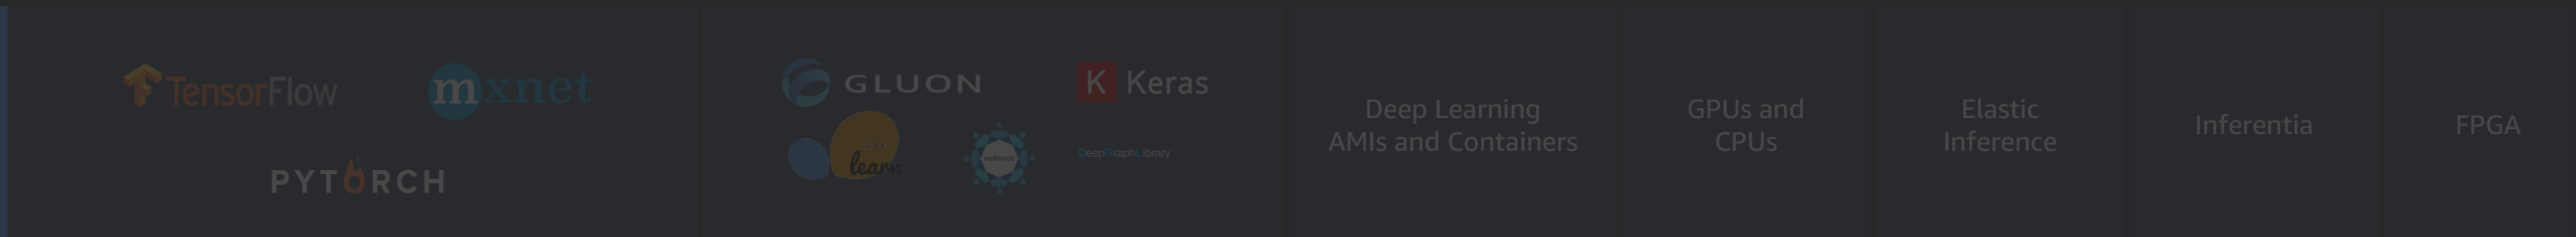 TensorFlow
mxnet
PYTORCH
GLUON
Keras
learn
HOROVOD
DeepGraphLibrary
Deep Learning
AMIs and Containers
GPUs and
CPUs
Elastic
Inference
Inferentia
FPGA